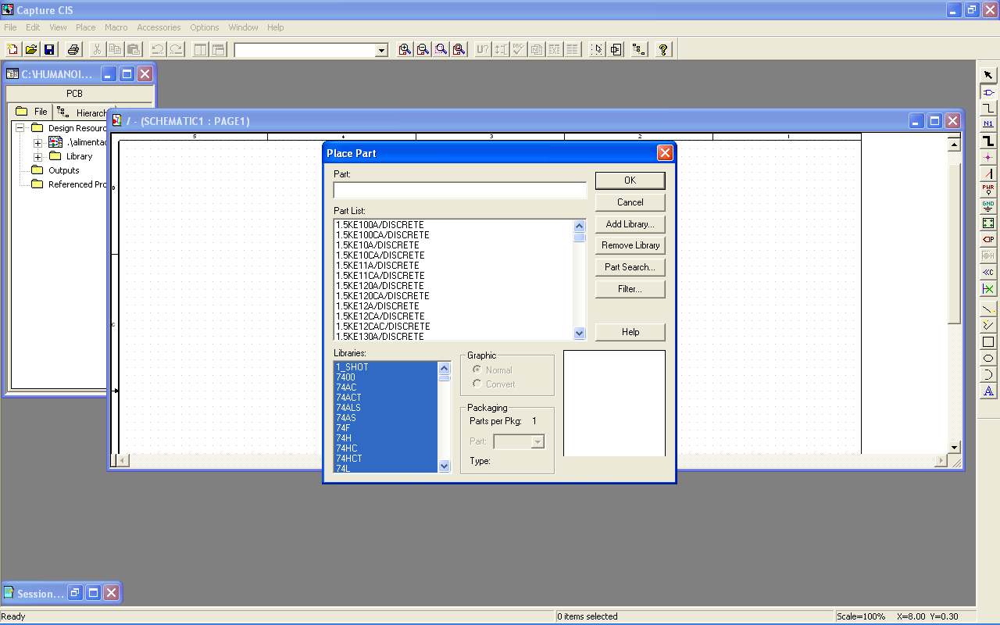 Capture CIS
File Edit View Place Macro Accessories Options Window Help
C:\HUMANOI...
PCB
File Hierarch
Design Resour
.\alimentac
Library
Outputs
Referenced Pro
/ - (SCHEMATIC1 : PAGE1)
5 4 3 2 1
D
C
Place Part
Part:
OK
Cancel
Part List:
Add Library...
Remove Library
Part Search...
Filter...
Help
1.5KE100A/DISCRETE
1.5KE100CA/DISCRETE
1.5KE10A/DISCRETE
1.5KE10CA/DISCRETE
1.5KE11A/DISCRETE
1.5KE11CA/DISCRETE
1.5KE120A/DISCRETE
1.5KE120CA/DISCRETE
1.5KE12A/DISCRETE
1.5KE12CA/DISCRETE
1.5KE12CAC/DISCRETE
1.5KE130A/DISCRETE
Libraries:
1_SHOT
7400
74AC
74ACT
74ALS
74AS
74F
74H
74HC
74HCT
74L
Graphic
Normal
Convert
Packaging
Parts per Pkg: 1
Part:
Type:
U?
DRC
N1
PWR
GND
Session...
Ready
0 items selected
Scale=100% X=8.00 Y=0.30